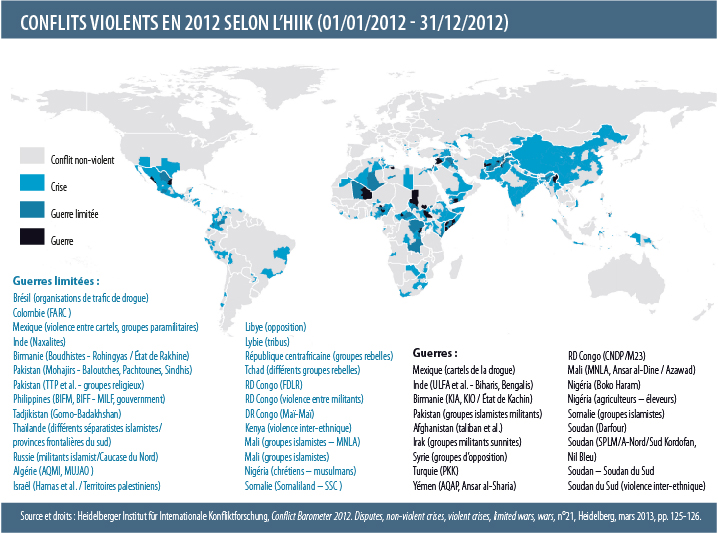 CONFLITS VIOLENTS EN 2012 SELON L'HIIK (01/01/2012 - 31/12/2012)
Conflit non-violent
Crise
Guerre limitée
Guerre
Guerres limitées :
Brésil (organisations de trafic de drogue)
Colombie (FARC )
Mexique (violence entre cartels, groupes paramilitaires)
Inde (Naxalites)
Birmanie (Boudhistes - Rohingyas / État de Rakhine)
Pakistan (Mohajirs - Baloutches, Pachtounes, Sindhis)
Pakistan (TTP et al. - groupes religieux)
Philippines (BIFM, BIFF - MILF, gouvernment)
Tadjikistan (Gorno-Badakhshan)
Thaïlande (différents séparatistes islamistes/
provinces frontalières du sud)
Russie (militants islamist/Caucase du Nord)
Algérie (AQMI, MUJAO )
Israël (Hamas et al. / Territoires palestiniens)
Libye (opposition)
Lybie (tribus)
République centrafricaine (groupes rebelles)
Tchad (différents groupes rebelles)
RD Congo (FDLR)
RD Congo (violence entre militants)
DR Congo (Maï-Maï)
Kenya (violence inter-ethnique)
Mali (groupes islamistes – MNLA)
Mali (groupes islamistes)
Nigéria (chrétiens – musulmans)
Somalie (Somaliland – SSC )
Guerres :
Mexique (cartels de la drogue)
Inde (ULFA et al. - Biharis, Bengalis)
Birmanie (KIA, KIO / État de Kachin)
Pakistan (groupes islamistes militants)
Afghanistan (taliban et al.)
Irak (groupes militants sunnites)
Syrie (groupes d'opposition)
Turquie (PKK)
Yémen (AQAP, Ansar al-Sharia)
RD Congo (CNDP/M23)
Mali (MNLA, Ansar al-Dine / Azawad)
Nigéria (Boko Haram)
Nigéria (agriculteurs – éleveurs)
Somalie (groupes islamistes)
Soudan (Darfour)
Soudan (SPLM/A-Nord/Sud Kordofan,
Nil Bleu)
Soudan – Soudan du Sud
Soudan du Sud (violence inter-ethnique)
Source et droits : Heidelberger Institut für Internationale Konfliktforschung, Conflict Barometer 2012. Disputes, non-violent crises, violent crises, limited wars, wars, n°21, Heidelberg, mars 2013, pp. 125-126.